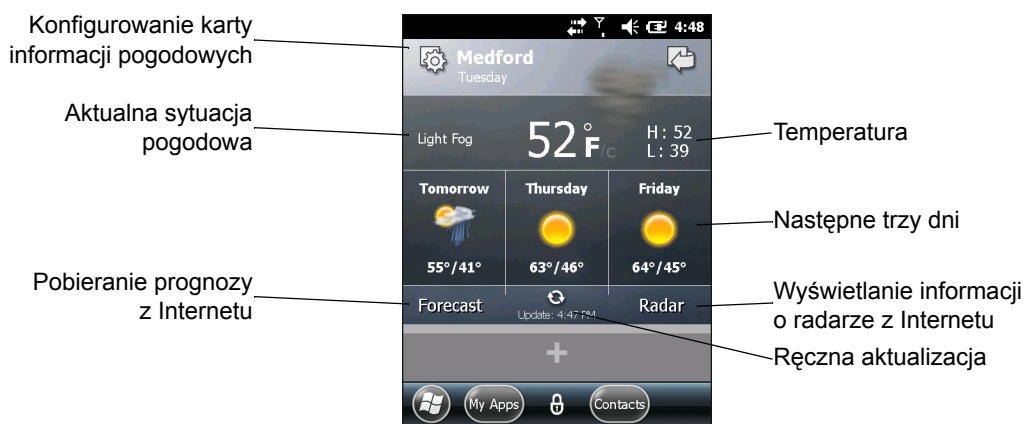 Konfigurowanie karty
informacji pogodowych
Aktualna sytuacja
pogodowa
Pobieranie prognozy
z Internetu
4:48
Medford
Tuesday
Light Fog
52°F/C
H: 52
L: 39
Tomorrow
Thursday
Friday
55°/41°
63°/46°
64°/45°
Forecast
Update: 4:47 PM
Radar
My Apps
Contacts
Temperatura
Następne trzy dni
Wyświetlanie informacji
o radarze z Internetu
Ręczna aktualizacja